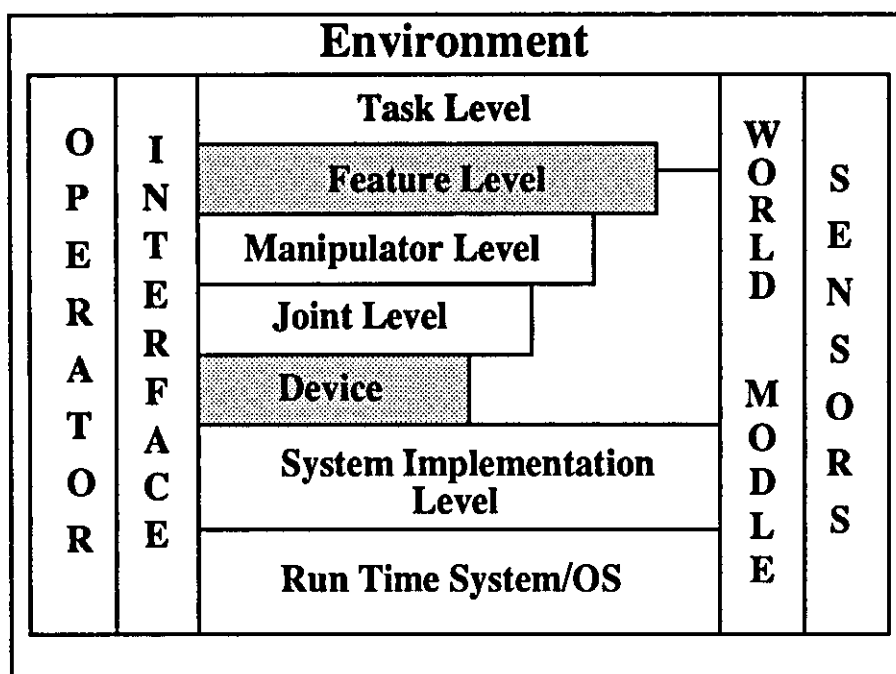 Environment
OPERATOR
INTERFACE
Task Level
Feature Level
Manipulator Level
Joint Level
Device
System Implementation
Level
Run Time System/OS
WORLD MODLE
SENSORS